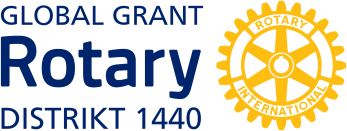 GLOBAL GRANT
Rotary
DISTRIKT 1440
ROTARY
INTERNATIONAL